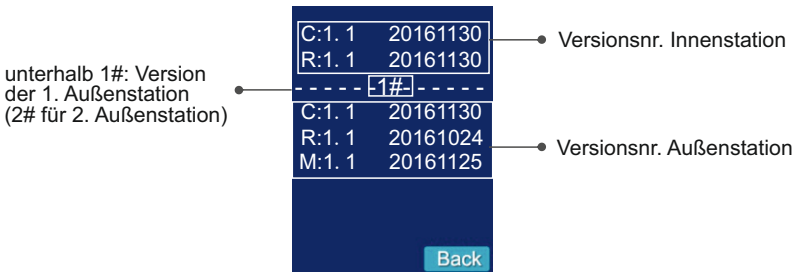 unterhalb 1#: Version
der 1. Außenstation
(2# für 2. Außenstation)
C:1. 1 20161130
R:1. 1 20161130
- - - - - -1#- - - - - -
C:1. 1 20161130
R:1. 1 20161024
M:1. 1 20161125
Back
Versionsnr. Innenstation
Versionsnr. Außenstation